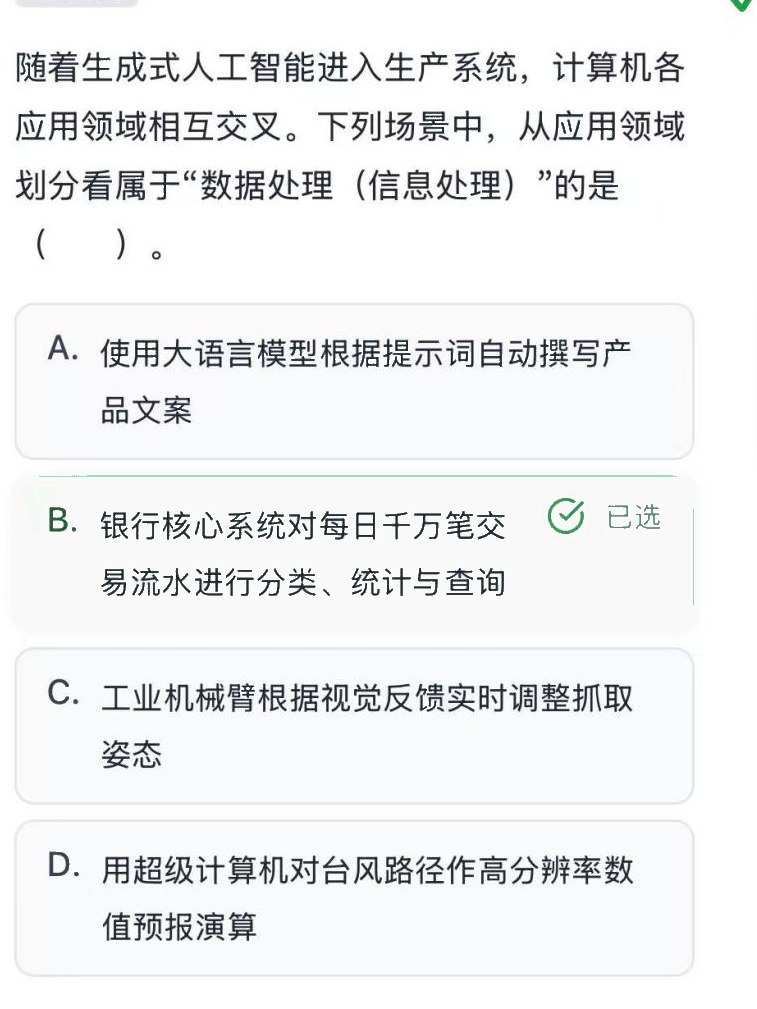 随着生成式人工智能进入生产系统，计算机各
应用领域相互交叉。下列场景中，从应用领域
划分看属于“数据处理（信息处理）”的是
（　　）。
A. 使用大语言模型根据提示词自动撰写产
品文案
B. 银行核心系统对每日千万笔交 已选
易流水进行分类、统计与查询
C. 工业机械臂根据视觉反馈实时调整抓取
姿态
D. 用超级计算机对台风路径作高分辨率数
值预报演算